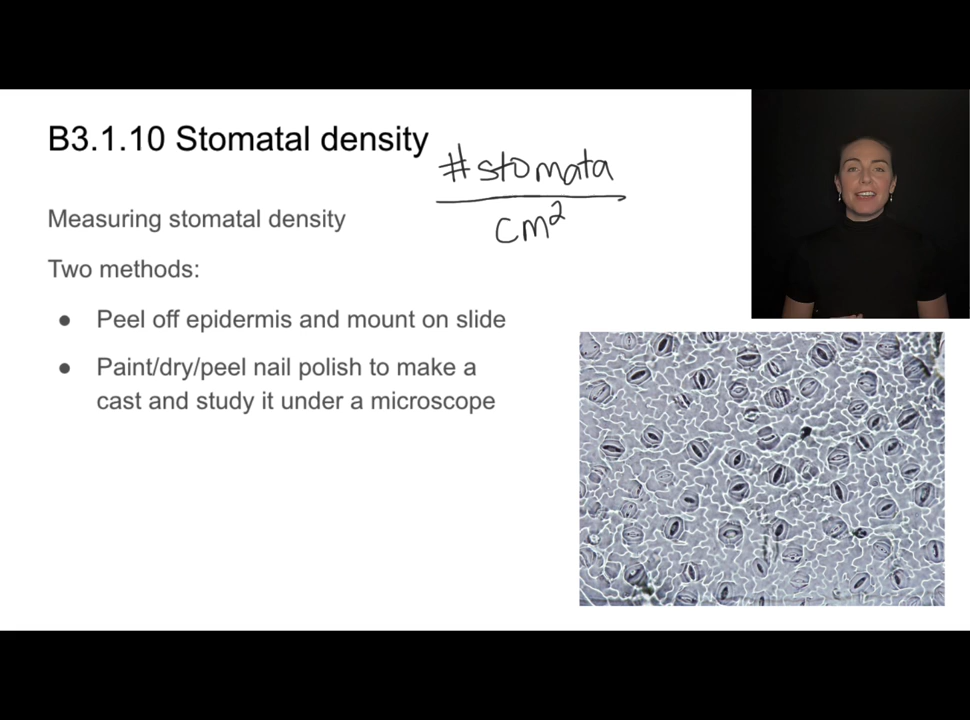 B3.1.10 Stomatal density
#stomata
cm²
Measuring stomatal density
Two methods:
● Peel off epidermis and mount on slide
● Paint/dry/peel nail polish to make a
cast and study it under a microscope